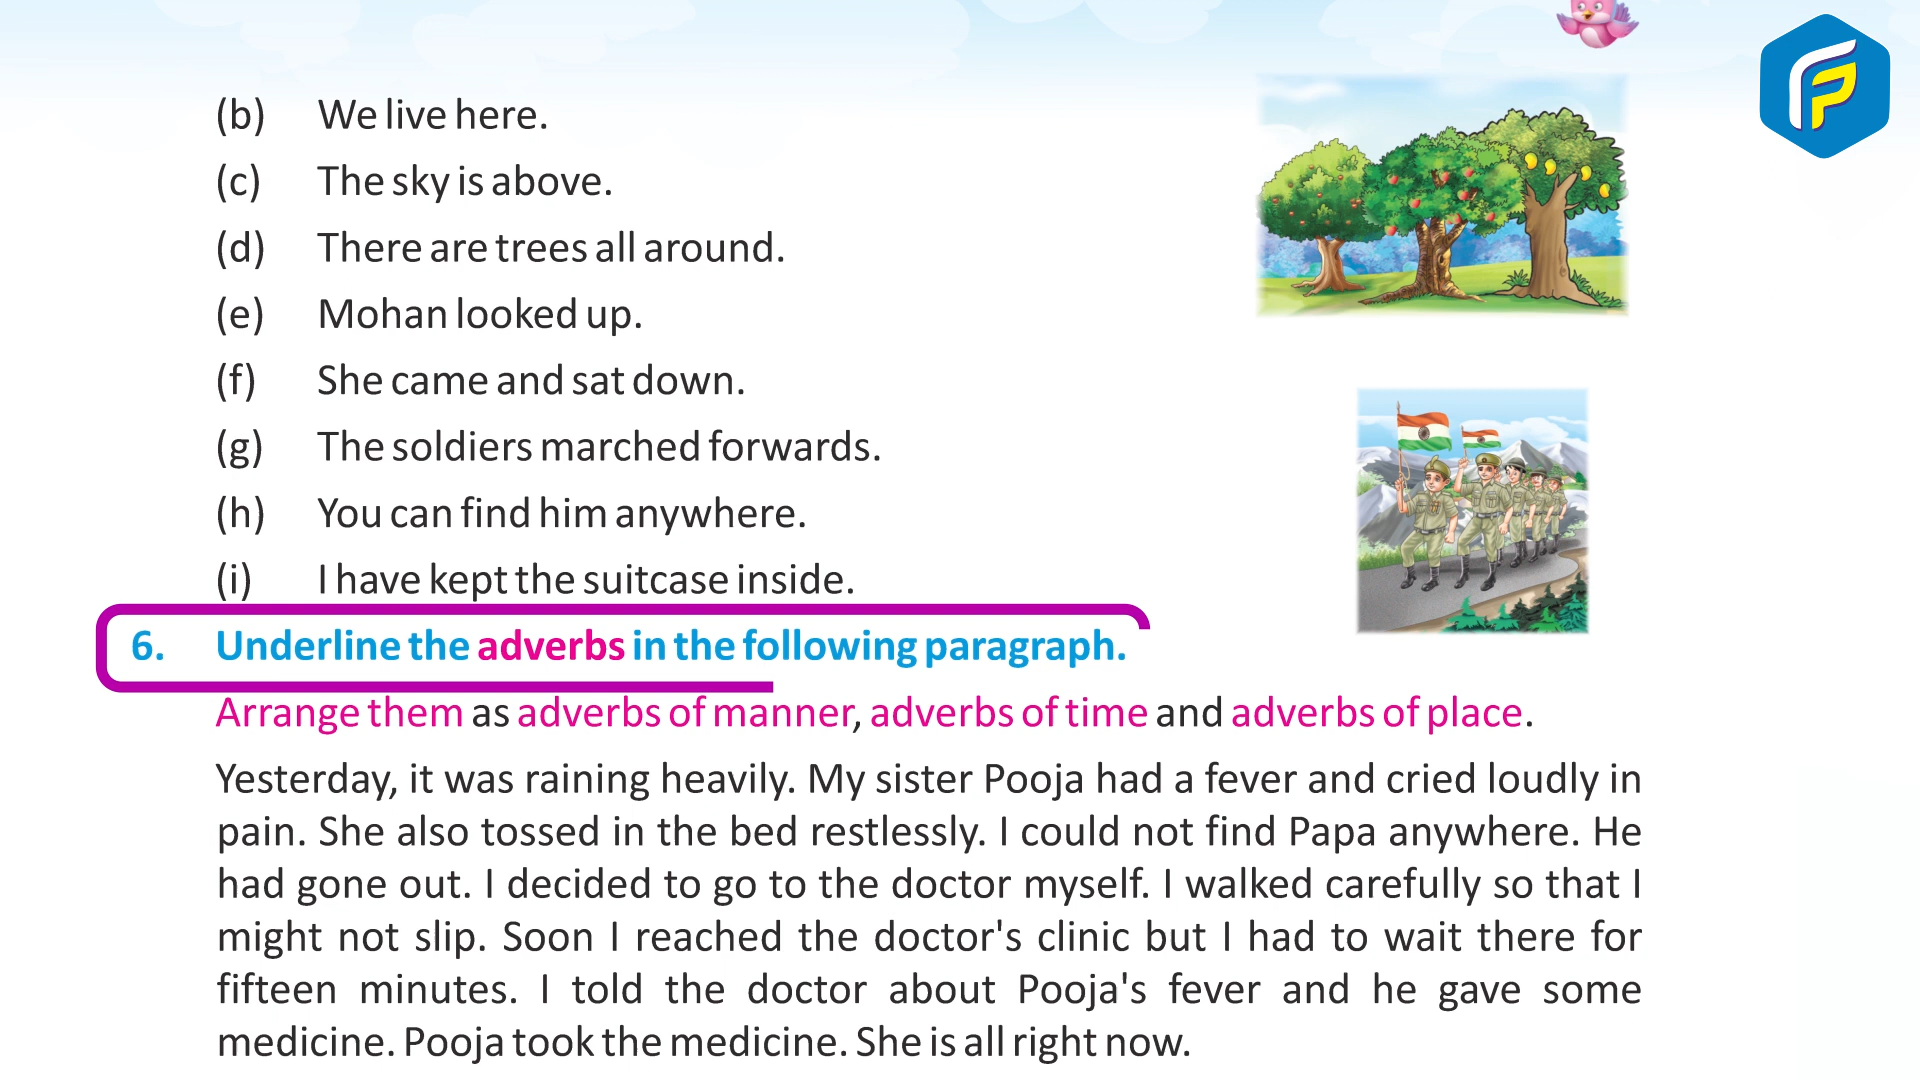 (b) We live here.
(c) The sky is above.
(d) There are trees all around.
(e) Mohan looked up.
(f) She came and sat down.
(g) The soldiers marched forwards.
(h) You can find him anywhere.
(i) I have kept the suitcase inside.
6. Underline the adverbs in the following paragraph.
Arrange them as adverbs of manner, adverbs of time and adverbs of place.
Yesterday, it was raining heavily. My sister Pooja had a fever and cried loudly in
pain. She also tossed in the bed restlessly. I could not find Papa anywhere. He
had gone out. I decided to go to the doctor myself. I walked carefully so that I
might not slip. Soon I reached the doctor's clinic but I had to wait there for
fifteen minutes. I told the doctor about Pooja's fever and he gave some
medicine. Pooja took the medicine. She is all right now.